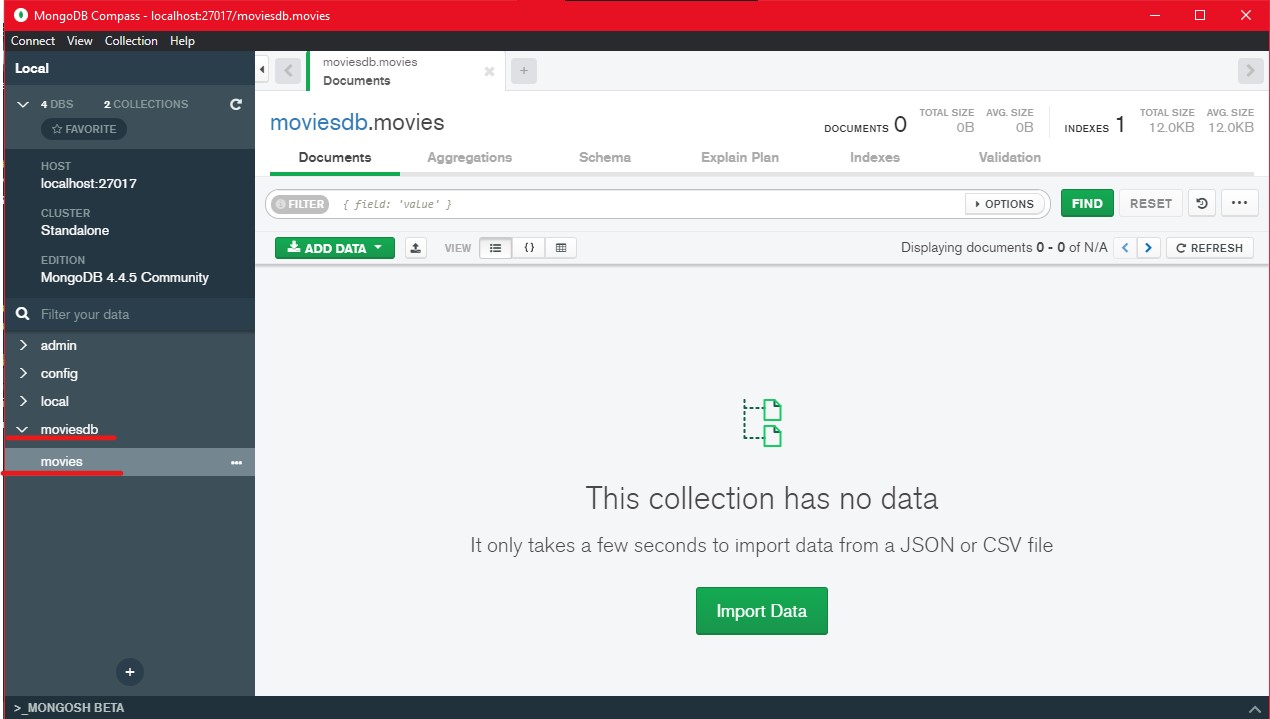 MongoDB Compass - localhost:27017/moviesdb.movies
Connect View Collection Help
Local
4 DBS 2 COLLECTIONS
FAVORITE
HOST
localhost:27017
CLUSTER
Standalone
EDITION
MongoDB 4.4.5 Community
Filter your data
admin
config
local
moviesdb
movies
moviesdb.movies
Documents
+
moviesdb.movies
DOCUMENTS 0
TOTAL SIZE AVG. SIZE
0B 0B
INDEXES 1
TOTAL SIZE AVG. SIZE
12.0KB 12.0KB
Documents Aggregations Schema Explain Plan Indexes Validation
FILTER { field: 'value' } OPTIONS FIND RESET
ADD DATA VIEW {} Displaying documents 0 - 0 of N/A REFRESH
This collection has no data
It only takes a few seconds to import data from a JSON or CSV file
Import Data
+
>_MONGOSH BETA